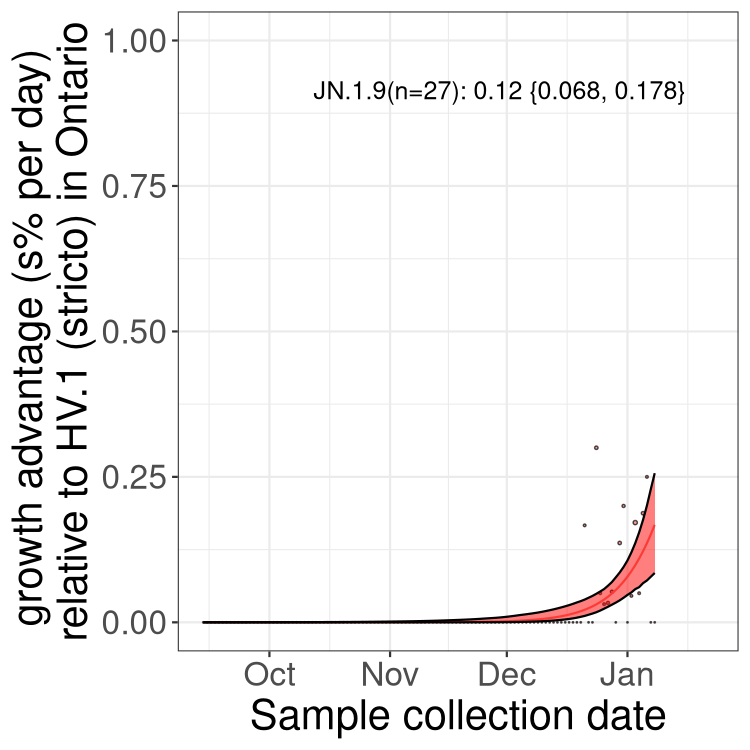 growth advantage (s% per day)
relative to HV.1 (stricto) in Ontario
1.00
0.75
0.50
0.25
0.00
JN.1.9(n=27): 0.12 {0.068, 0.178}
Oct Nov Dec Jan
Sample collection date